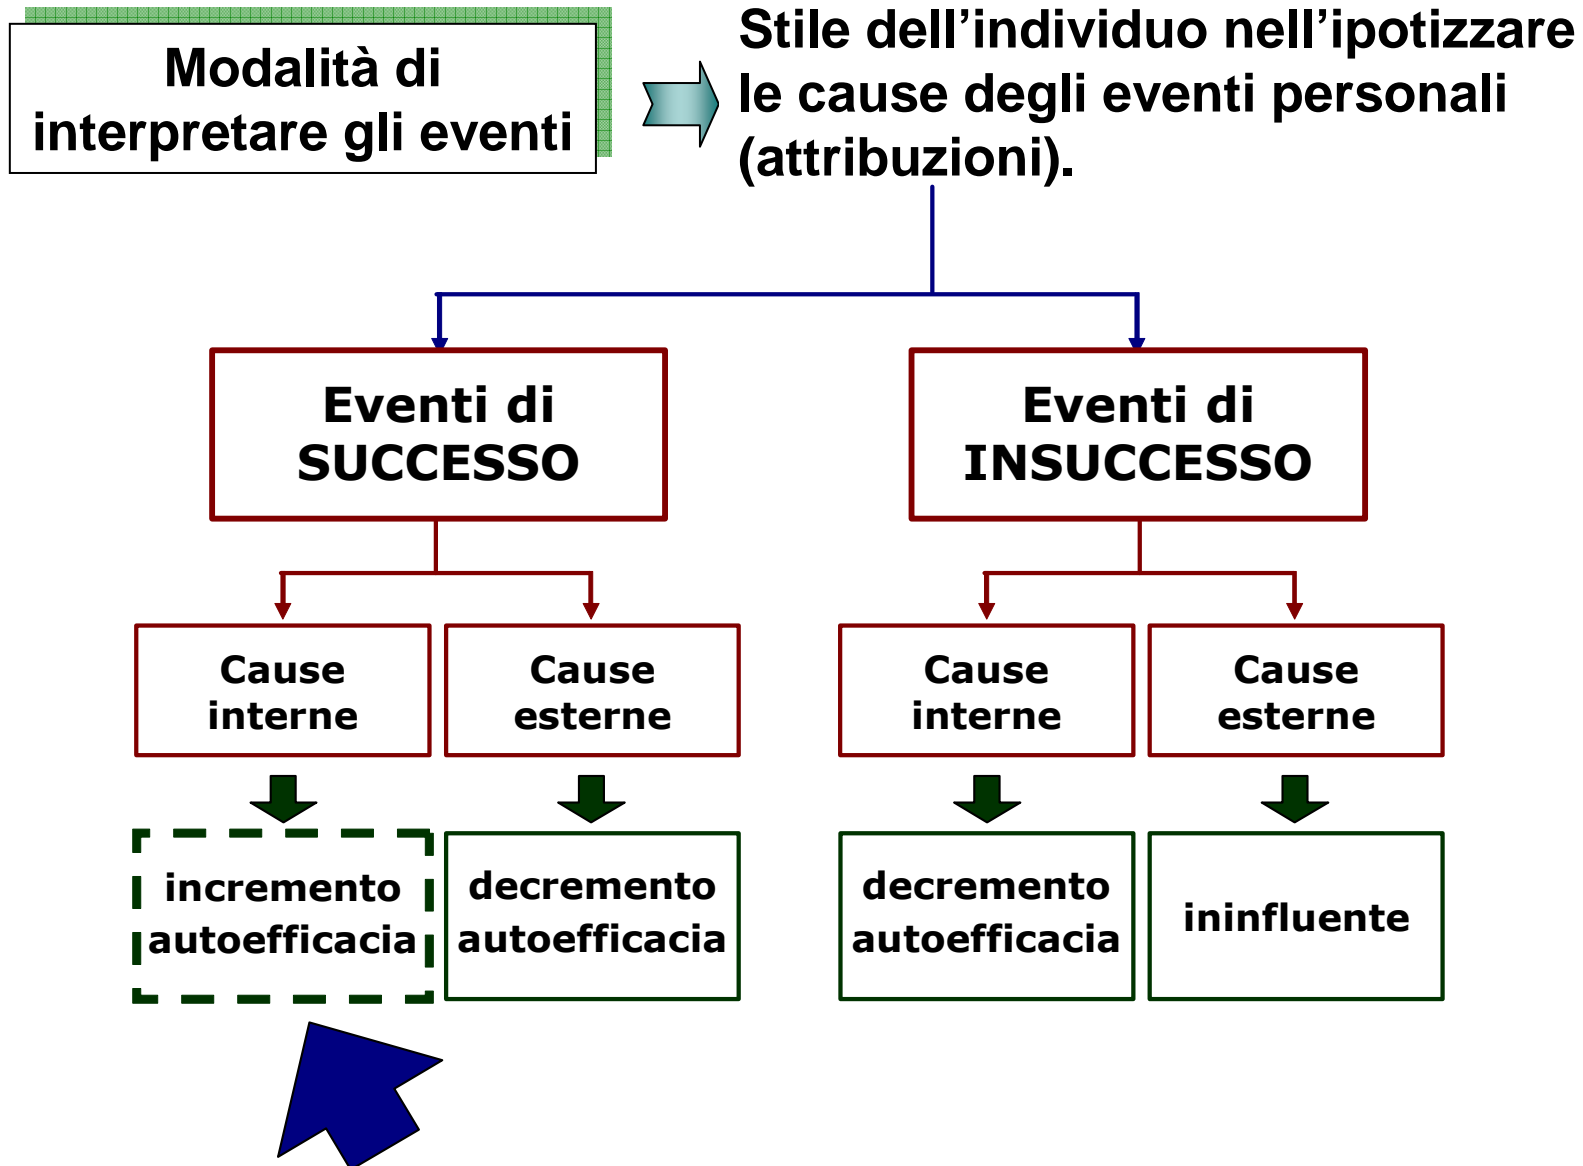 Modalità di
interpretare gli eventi
Stile dell’individuo nell’ipotizzare
le cause degli eventi personali
(attribuzioni).
Eventi di
SUCCESSO
Eventi di
INSUCCESSO
Cause
interne
Cause
esterne
Cause
interne
Cause
esterne
incremento
autoefficacia
decremento
autoefficacia
decremento
autoefficacia
ininfluente